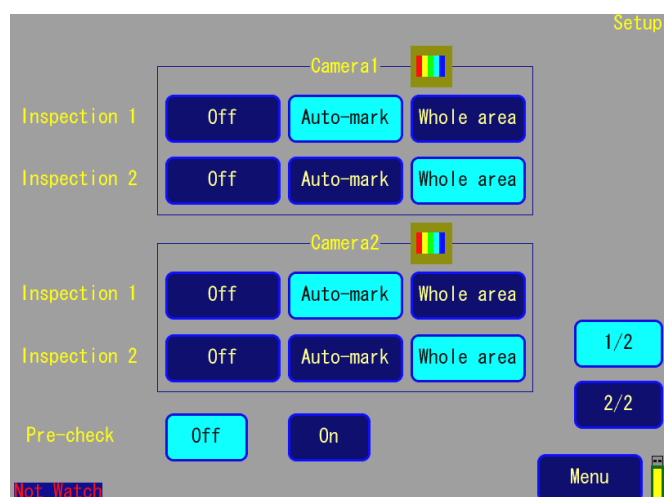 Setup
Camera1
Inspection 1 Off Auto-mark Whole area
Inspection 2 Off Auto-mark Whole area
Camera2
Inspection 1 Off Auto-mark Whole area
Inspection 2 Off Auto-mark Whole area
1/2
2/2
Pre-check Off On
Menu
Not Watch